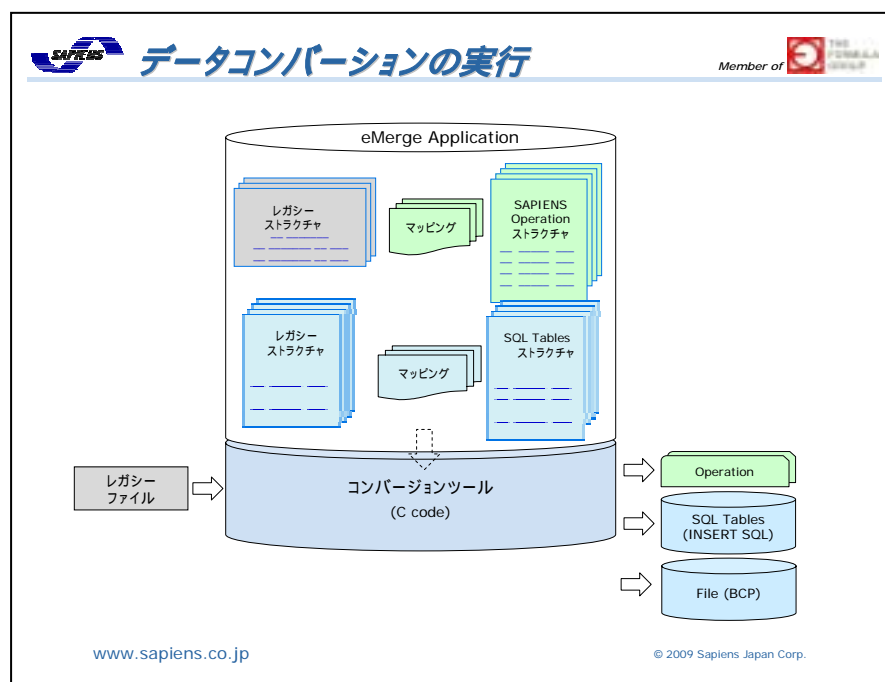 SAPIENS
データコンバーションの実行
Member of
eMerge Application
レガシー
ストラクチャ
マッピング
SAPIENS
Operation
ストラクチャ
レガシー
ストラクチャ
マッピング
SQL Tables
ストラクチャ
レガシー
ファイル
コンバージョンツール
(C code)
Operation
SQL Tables
(INSERT SQL)
File (BCP)
www.sapiens.co.jp
© 2009 Sapiens Japan Corp.